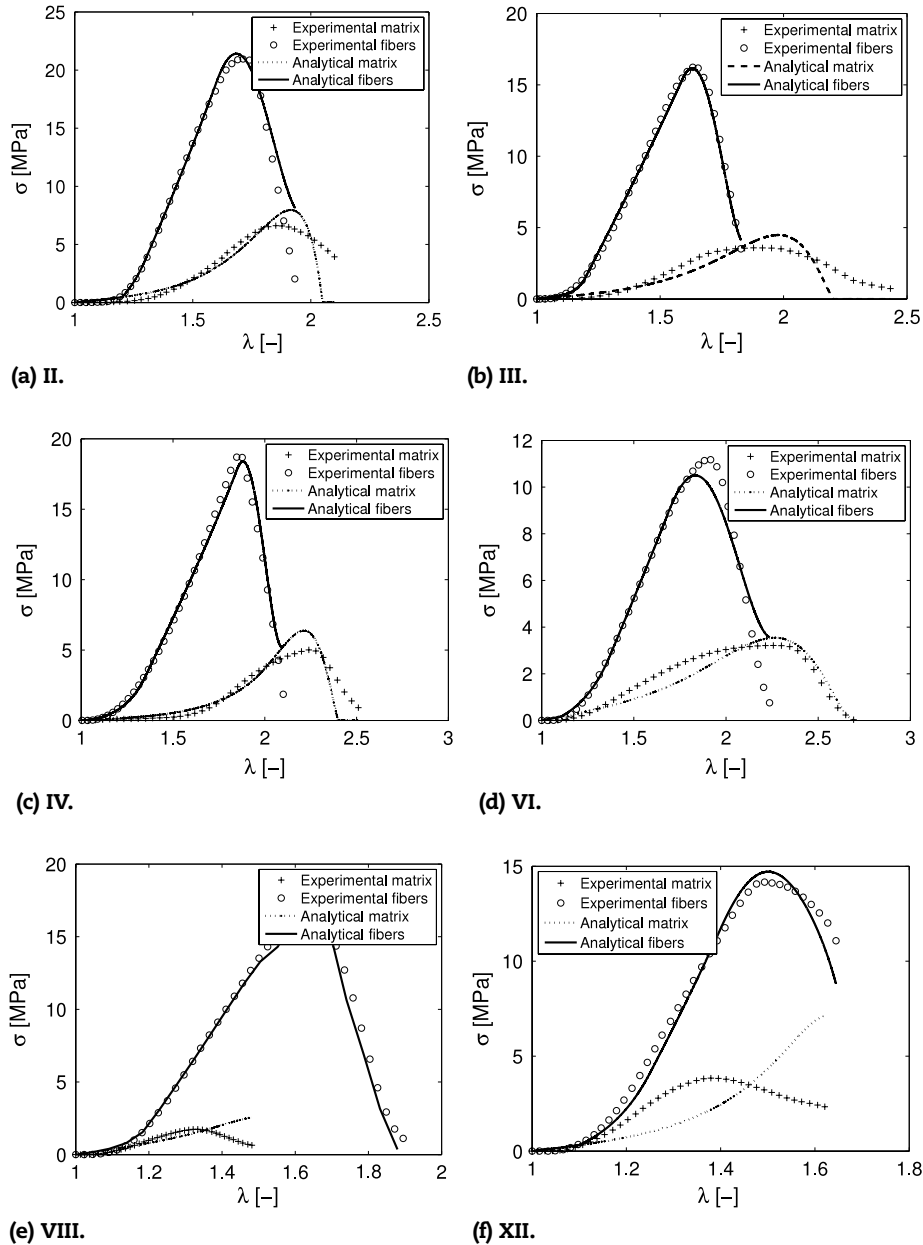 25
20
15
10
5
0
σ [MPa]
1
1.5
2
2.5
λ [−]
Experimental matrix
Experimental fibers
Analytical matrix
Analytical fibers
(a) II.
20
15
10
5
0
σ [MPa]
1
1.5
2
2.5
λ [−]
Experimental matrix
Experimental fibers
Analytical matrix
Analytical fibers
(b) III.
20
15
10
5
0
σ [MPa]
1
1.5
2
2.5
3
λ [−]
Experimental matrix
Experimental fibers
Analytical matrix
Analytical fibers
(c) IV.
12
10
8
6
4
2
0
σ [MPa]
1
1.5
2
2.5
3
λ [−]
Experimental matrix
Experimental fibers
Analytical matrix
Analytical fibers
(d) VI.
20
15
10
5
0
σ [MPa]
1
1.2
1.4
1.6
1.8
2
λ [−]
Experimental matrix
Experimental fibers
Analytical matrix
Analytical fibers
(e) VIII.
15
10
5
0
σ [MPa]
1
1.2
1.4
1.6
1.8
λ [−]
Experimental matrix
Experimental fibers
Analytical matrix
Analytical fibers
(f) XII.